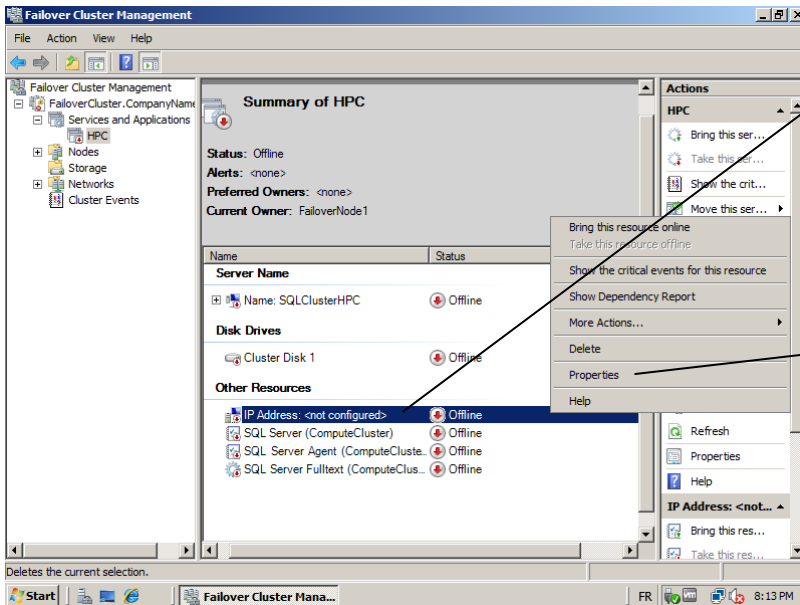 Failover Cluster Management
File Action View Help
Failover Cluster Management
FailoverCluster.CompanyName
Services and Applications
HPC
Nodes
Storage
Networks
Cluster Events
Summary of HPC
Status: Offline
Alerts: <none>
Preferred Owners: <none>
Current Owner: FailoverNode1
Name Status
Server Name
Name: SQLClusterHPC Offline
Disk Drives
Cluster Disk 1 Offline
Other Resources
IP Address: <not configured> Offline
SQL Server (ComputeCluster) Offline
SQL Server Agent (ComputeCluste... Offline
SQL Server Fulltext (ComputeClus... Offline
Bring this resource online
Take this resource offline
Show the critical events for this resource
Show Dependency Report
More Actions...
Delete
Properties
Help
Actions
HPC
Bring this ser...
Take this ser...
Show the crit...
Move this ser...
Refresh
Properties
Help
IP Address: <not...
Bring this res...
Take this res...
Deletes the current selection.
Start Failover Cluster Mana... FR vm 8:13 PM